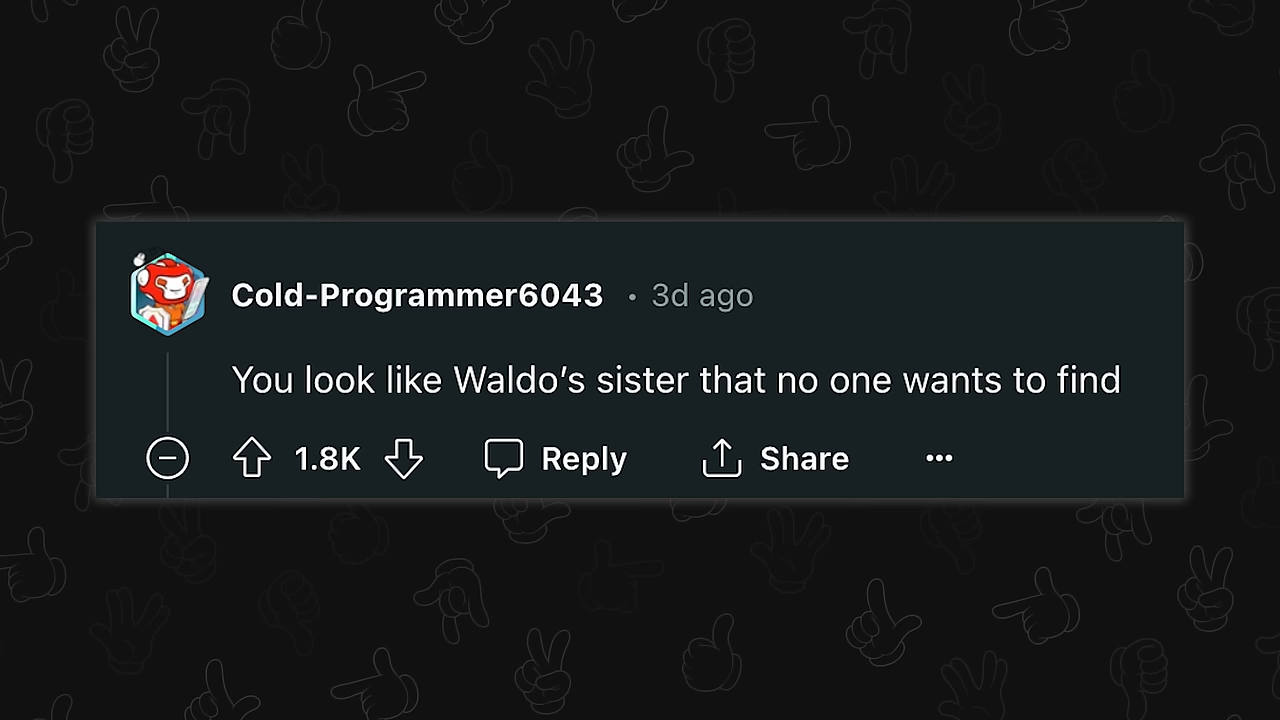 Cold-Programmer6043 · 3d ago
You look like Waldo’s sister that no one wants to find
1.8K Reply Share